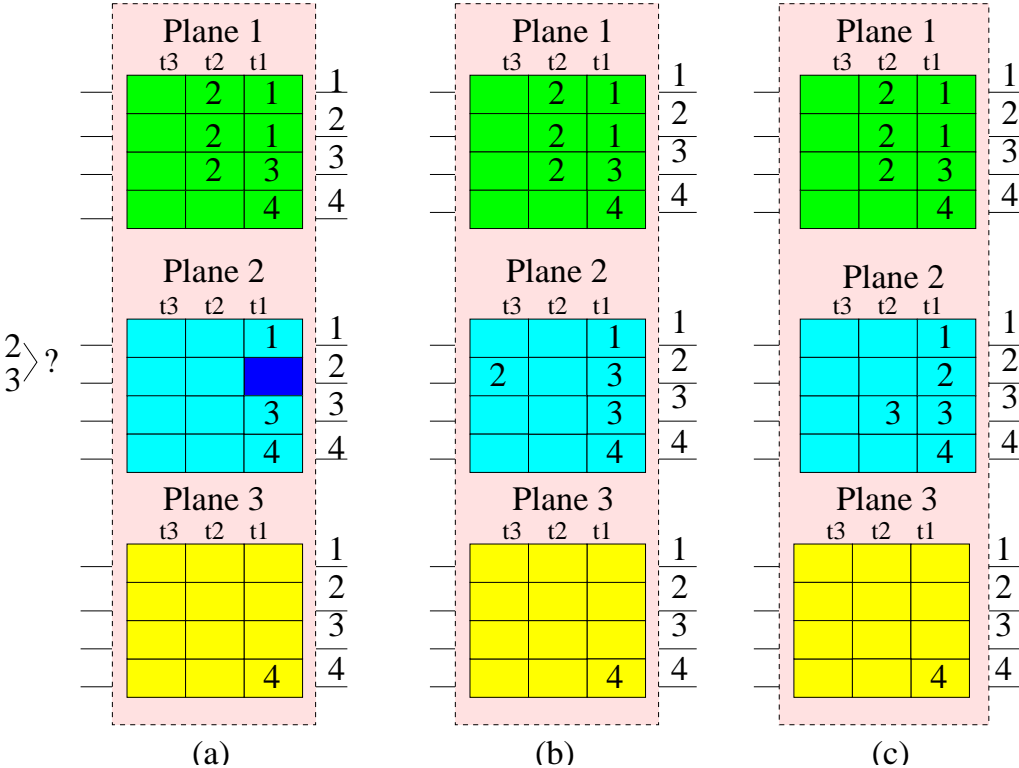 Plane 1 Plane 1 Plane 1
t3 t2 t1 t3 t2 t1 t3 t2 t1
2 1 1 2 1 1 2 1 1
2 1 2 2 1 2 2 1 2
2 3 3 2 3 3 2 3 3
4 4 4 4 4 4
Plane 2 Plane 2 Plane 2
t3 t2 t1 t3 t2 t1 t3 t2 t1
1 1 1 1 1 1
2 ? 2 2 3 2 2 2
3 3 3 3 3 3 3 3
4 4 4 4 4 4
Plane 3 Plane 3 Plane 3
t3 t2 t1 t3 t2 t1 t3 t2 t1
1 1 1
2 2 2
3 3 3
4 4 4 4 4 4
(a) (b) (c)